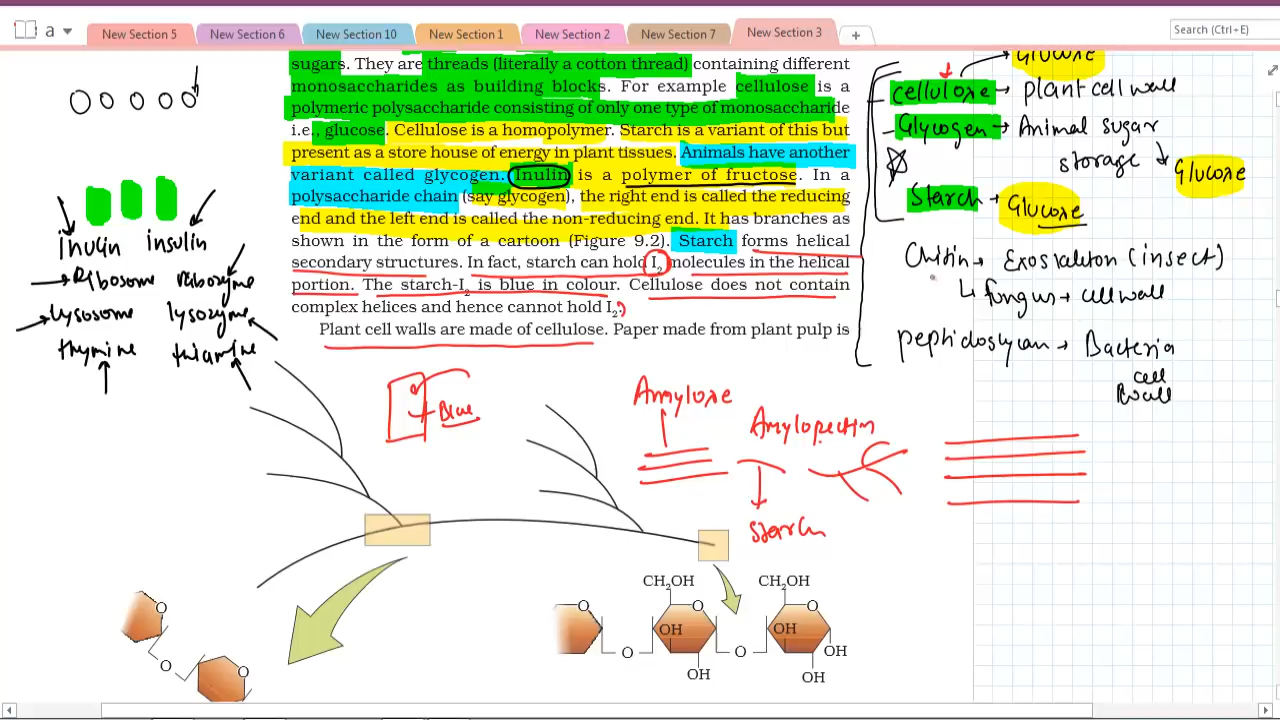 a
New Section 5
New Section 6
New Section 10
New Section 1
New Section 2
New Section 7
New Section 3
+
Search (Ctrl+E)
sugars. They are threads (literally a cotton thread) containing different
monosaccharides as building blocks. For example cellulose is a
polymeric polysaccharide consisting of only one type of monosaccharide
i.e., glucose. Cellulose is a homopolymer. Starch is a variant of this but
present as a store house of energy in plant tissues. Animals have another
variant called glycogen. Inulin is a polymer of fructose. In a
polysaccharide chain (say glycogen), the right end is called the reducing
end and the left end is called the non-reducing end. It has branches as
shown in the form of a cartoon (Figure 9.2). Starch forms helical
secondary structures. In fact, starch can hold I2 molecules in the helical
portion. The starch-I2 is blue in colour. Cellulose does not contain
complex helices and hence cannot hold I2.
Plant cell walls are made of cellulose. Paper made from plant pulp is
inulin insulin
Ribosome Ribozyme
Lysosome lysozyme
thymine thiamine
Glucose
cellulose → plant cell wall
Glycogen → Animal sugar
storage
Glucose
Starch → Glucose
Chitin → Exoskeleton (insect)
fungus → cell wall
peptidoglycan → Bacteria
cell
wall
Blue
Amylose
Amylopectin
Starch
CH2OH CH2OH
O O O
OH OH
O O OH
OH OH
O
O
O